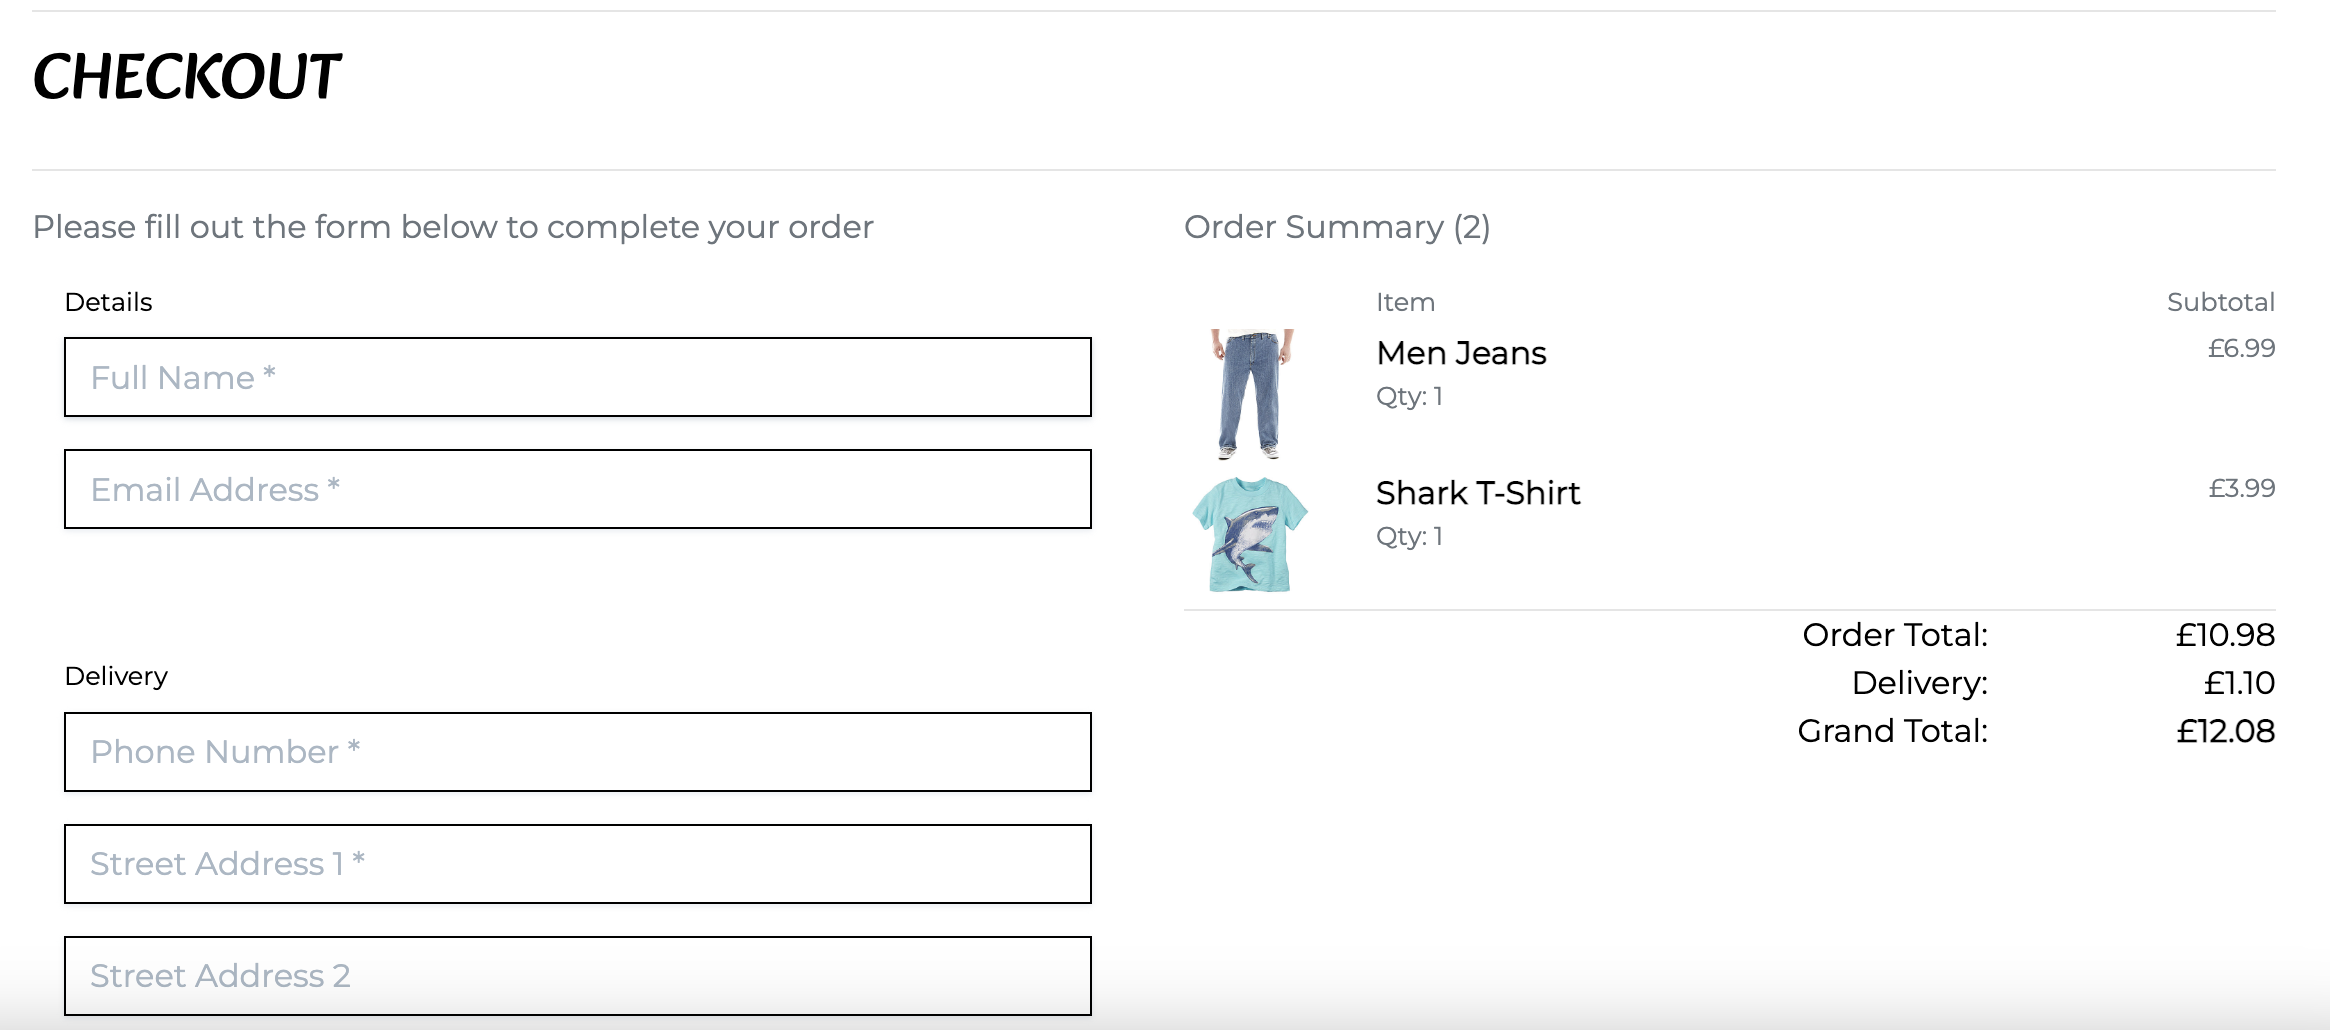 CHECKOUT
Please fill out the form below to complete your order
Details
Full Name *
Email Address *
Delivery
Phone Number *
Street Address 1 *
Street Address 2
Order Summary (2)
Item Subtotal
Men Jeans £6.99
Qty: 1
Shark T-Shirt £3.99
Qty: 1
Order Total: £10.98
Delivery: £1.10
Grand Total: £12.08